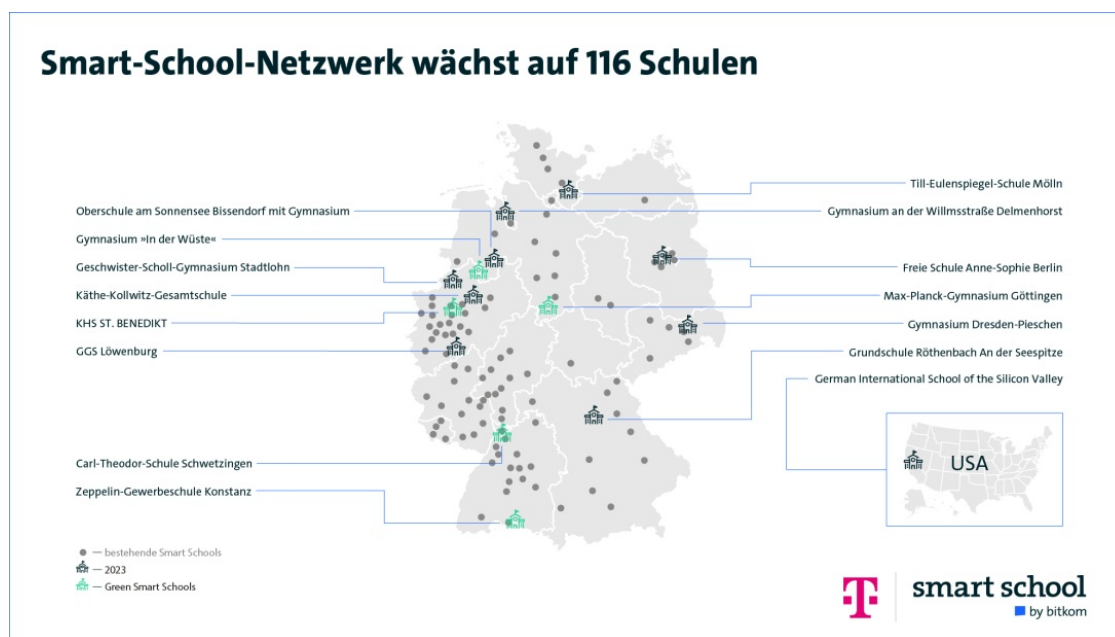 Smart-School-Netzwerk wächst auf 116 Schulen
Oberschule am Sonnensee Bissendorf mit Gymnasium
Gymnasium »In der Wüste«
Geschwister-Scholl-Gymnasium Stadtlohn
Käthe-Kollwitz-Gesamtschule
KHS ST. BENEDIKT
GGS Löwenburg
Carl-Theodor-Schule Schwetzingen
Zeppelin-Gewerbeschule Konstanz
Till-Eulenspiegel-Schule Mölln
Gymnasium an der Willmsstraße Delmenhorst
Freie Schule Anne-Sophie Berlin
Max-Planck-Gymnasium Göttingen
Gymnasium Dresden-Pieschen
Grundschule Röthenbach An der Seespitze
German International School of the Silicon Valley
USA
— bestehende Smart Schools
— 2023
— Green Smart Schools
T
smart school
by bitkom